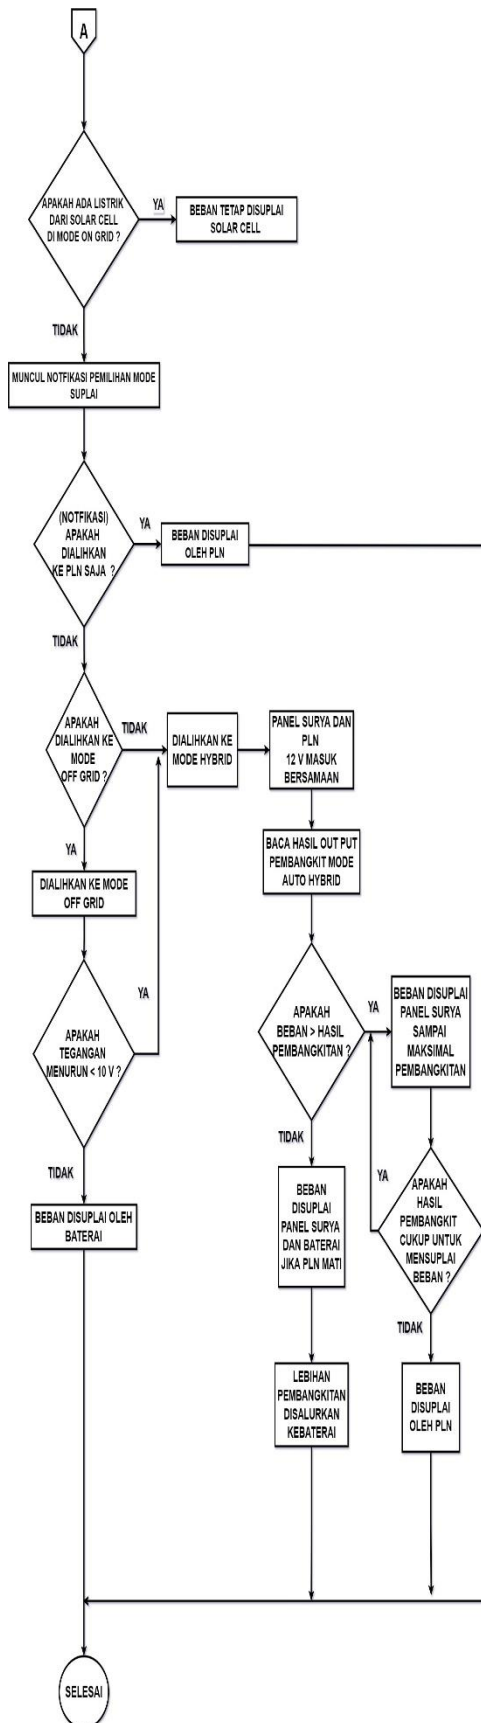 A
APAKAH ADA LISTRIK
DARI SOLAR CELL
DI MODE ON GRID ?
YA
BEBAN TETAP DISUPLAI
SOLAR CELL
TIDAK
MUNCUL NOTFIKASI PEMILIHAN MODE
SUPLAI
(NOTFIKASI)
APAKAH
DIALIHKAN
KE PLN SAJA ?
YA
BEBAN DISUPLAI
OLEH PLN
TIDAK
APAKAH
DIALIHKAN KE
MODE
OFF GRID ?
TIDAK
DIALIHKAN KE
MODE HYBRID
PANEL SURYA DAN
PLN
12 V MASUK
BERSAMAAN
YA
DIALIHKAN KE MODE
OFF GRID
BACA HASIL OUT PUT
PEMBANGKIT MODE
AUTO HYBRID
APAKAH
TEGANGAN
MENURUN < 10 V ?
YA
APAKAH
BEBAN > HASIL
PEMBANGKITAN ?
YA
BEBAN DISUPLAI
PANEL SURYA
SAMPAI
MAKSIMAL
PEMBANGKITAN
TIDAK
BEBAN DISUPLAI OLEH
BATERAI
TIDAK
BEBAN
DISUPLAI
PANEL SURYA
DAN BATERAI
JIKA PLN MATI
YA
APAKAH
HASIL
PEMBANGKIT
CUKUP UNTUK
MENSUPLAI
BEBAN ?
TIDAK
LEBIHAN
PEMBANGKITAN
DISALURKAN
KEBATERAI
BEBAN
DISUPLAI
OLEH PLN
SELESAI